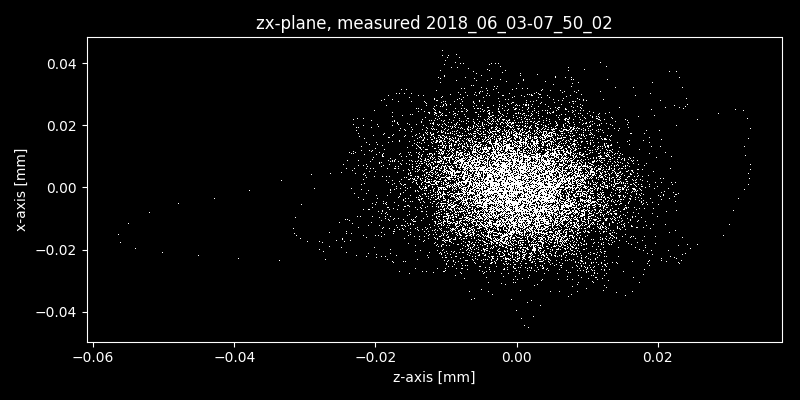 zx-plane, measured 2018_06_03-07_50_02
0.04
0.02
0.00
−0.02
−0.04
x-axis [mm]
−0.06 −0.04 −0.02 0.00 0.02
z-axis [mm]